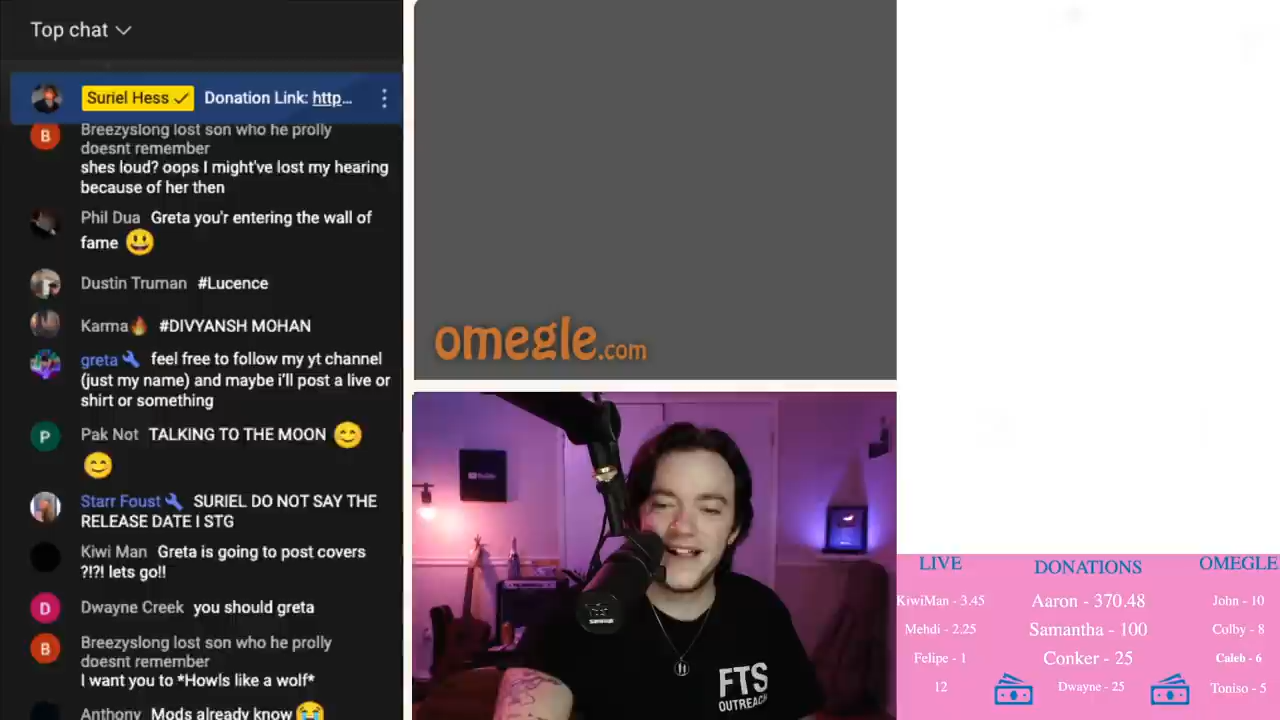 Top chat
Suriel Hess Donation Link: http...
Breezyslong lost son who he prolly
doesnt remember
shes loud? oops I might've lost my hearing
because of her then
Phil Dua Greta you'r entering the wall of
fame 😃
Dustin Truman #Lucence
Karma🔥 #DIVYANSH MOHAN
greta feel free to follow my yt channel
(just my name) and maybe i'll post a live or
shirt or something
P
Pak Not TALKING TO THE MOON 😊
😊
Starr Foust SURIEL DO NOT SAY THE
RELEASE DATE I STG
Kiwi Man Greta is going to post covers
?!?! lets go!!
D
Dwayne Creek you should greta
B
Breezyslong lost son who he prolly
doesnt remember
I want you to *Howls like a wolf*
Anthony Mods already know 😭
B
omegle.com
FTS
OUTREACH
LIVE
KiwiMan - 3.45
Mehdi - 2.25
Felipe - 1
12
DONATIONS
Aaron - 370.48
Samantha - 100
Conker - 25
Dwayne - 25
OMEGLE
John - 10
Colby - 8
Caleb - 6
Toniso - 5